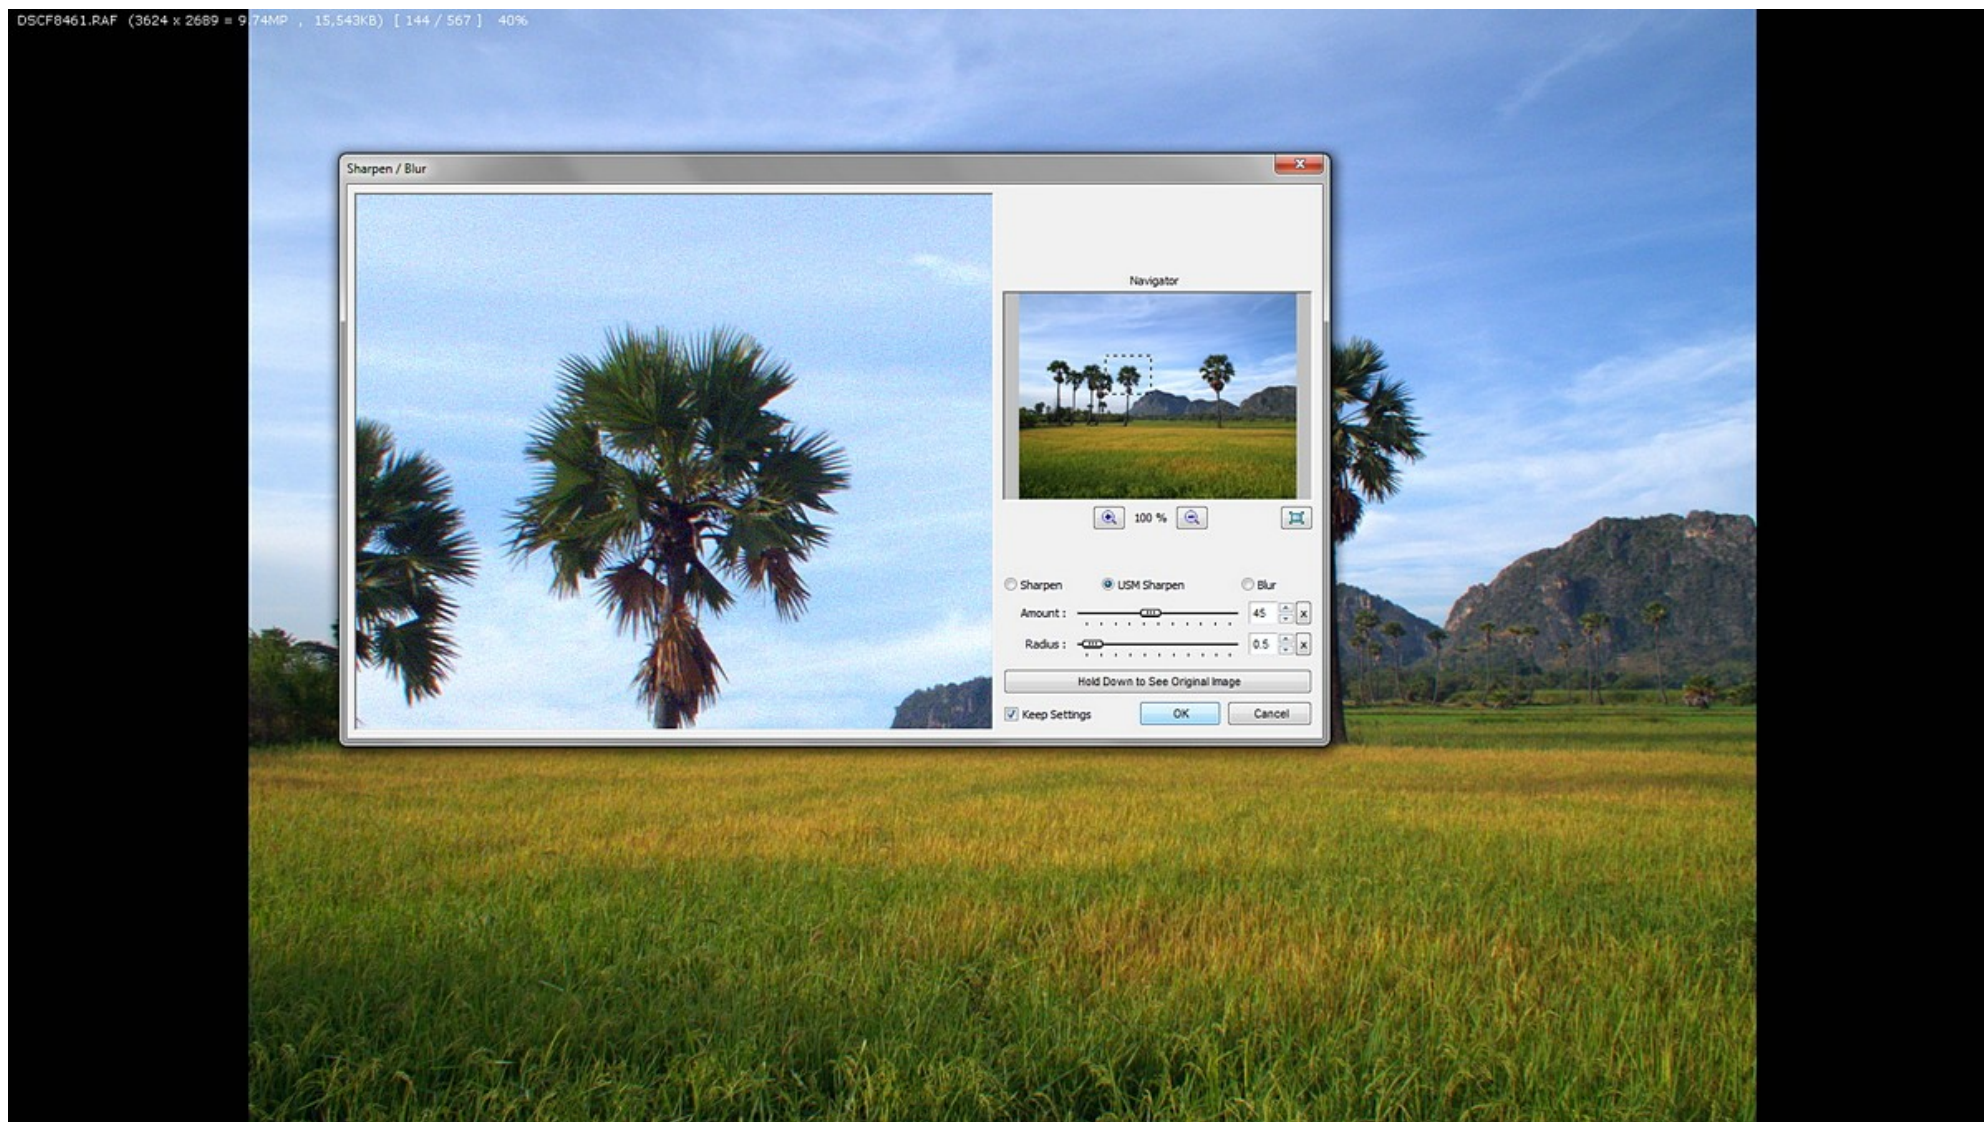 DSCF8461.RAF (3624 x 2689 = 9.74MP , 15,543KB) [ 144 / 567 ] 40%
Sharpen / Blur
x
Navigator
100 %
Sharpen USM Sharpen Blur
Amount : 45 x
Radius : 0.5 x
Hold Down to See Original Image
Keep Settings OK Cancel